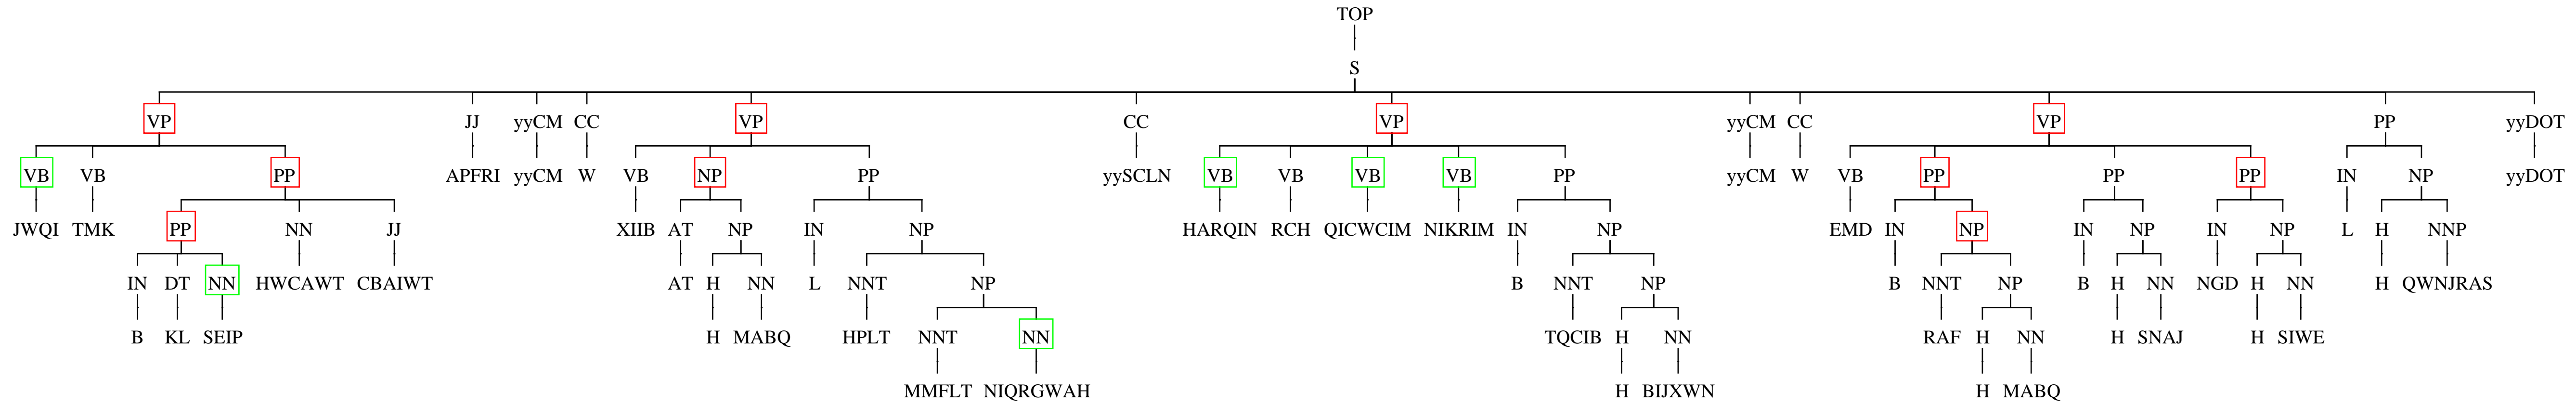 TOP
S
VP JJ yyCM CC VP CC VP yyCM CC VP PP yyDOT
VB VB PP APFRI yyCM W VB NP PP yySCLN VB VB VB VB PP yyCM W VB PP PP PP IN NP yyDOT
JWQI TMK PP NN JJ XIIB AT NP IN NP HARQIN RCH QICWCIM NIKRIM IN NP EMD IN NP IN NP IN NP L H NNP
IN DT NN HWCAWT CBAIWT AT H NN L NNT NP B NNT NP B NNT NP B H NN NGD H NN H QWNJRAS
B KL SEIP H MABQ HPLT NNT NN TQCIB H NN RAF H NN H SNAJ H SIWE
MMFLT NIQRGWAH H BIJXWN H MABQ